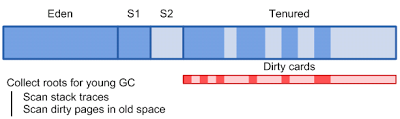 Eden S1 S2 Tenured
Dirty cards
Collect roots for young GC
Scan stack traces
Scan dirty pages in old space